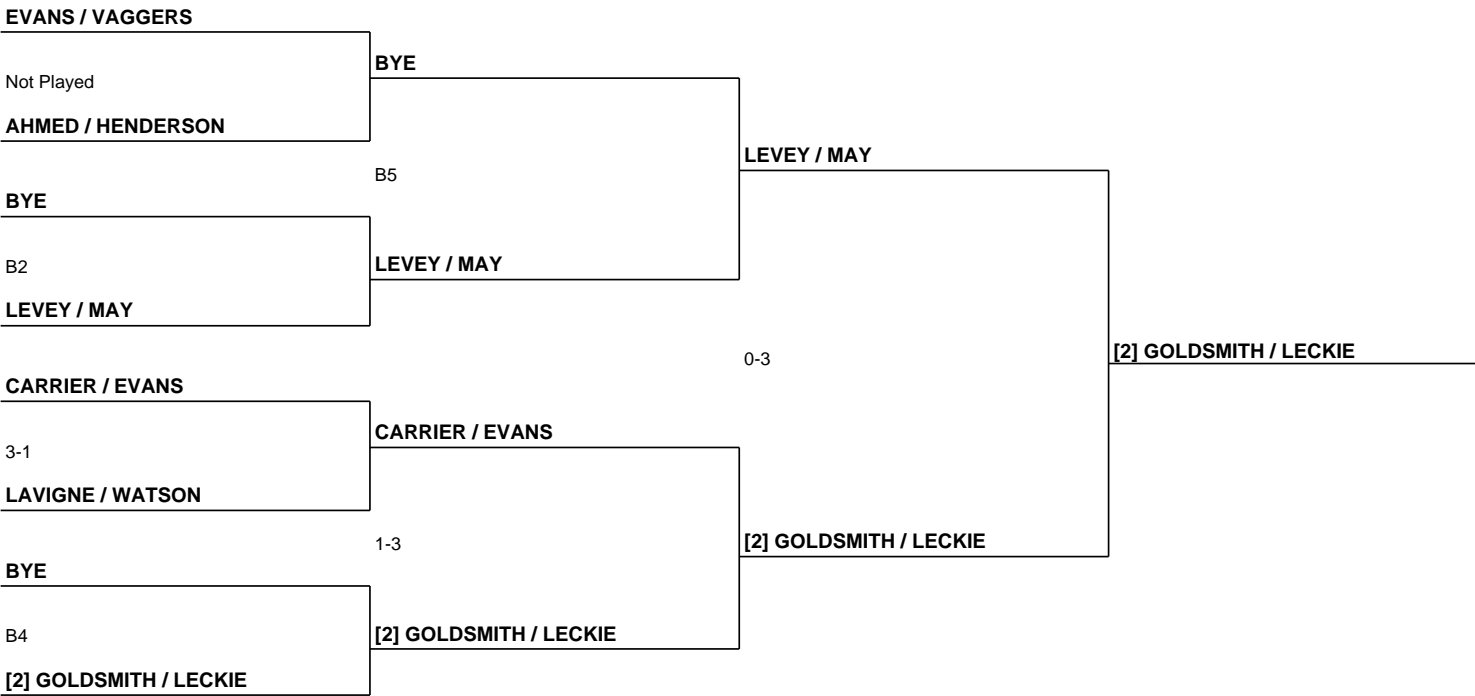 EVANS / VAGGERS
Not Played
AHMED / HENDERSON
BYE
B2
LEVEY / MAY
CARRIER / EVANS
3-1
LAVIGNE / WATSON
BYE
B4
[2] GOLDSMITH / LECKIE
BYE
B5
LEVEY / MAY
CARRIER / EVANS
1-3
[2] GOLDSMITH / LECKIE
LEVEY / MAY
0-3
[2] GOLDSMITH / LECKIE
[2] GOLDSMITH / LECKIE